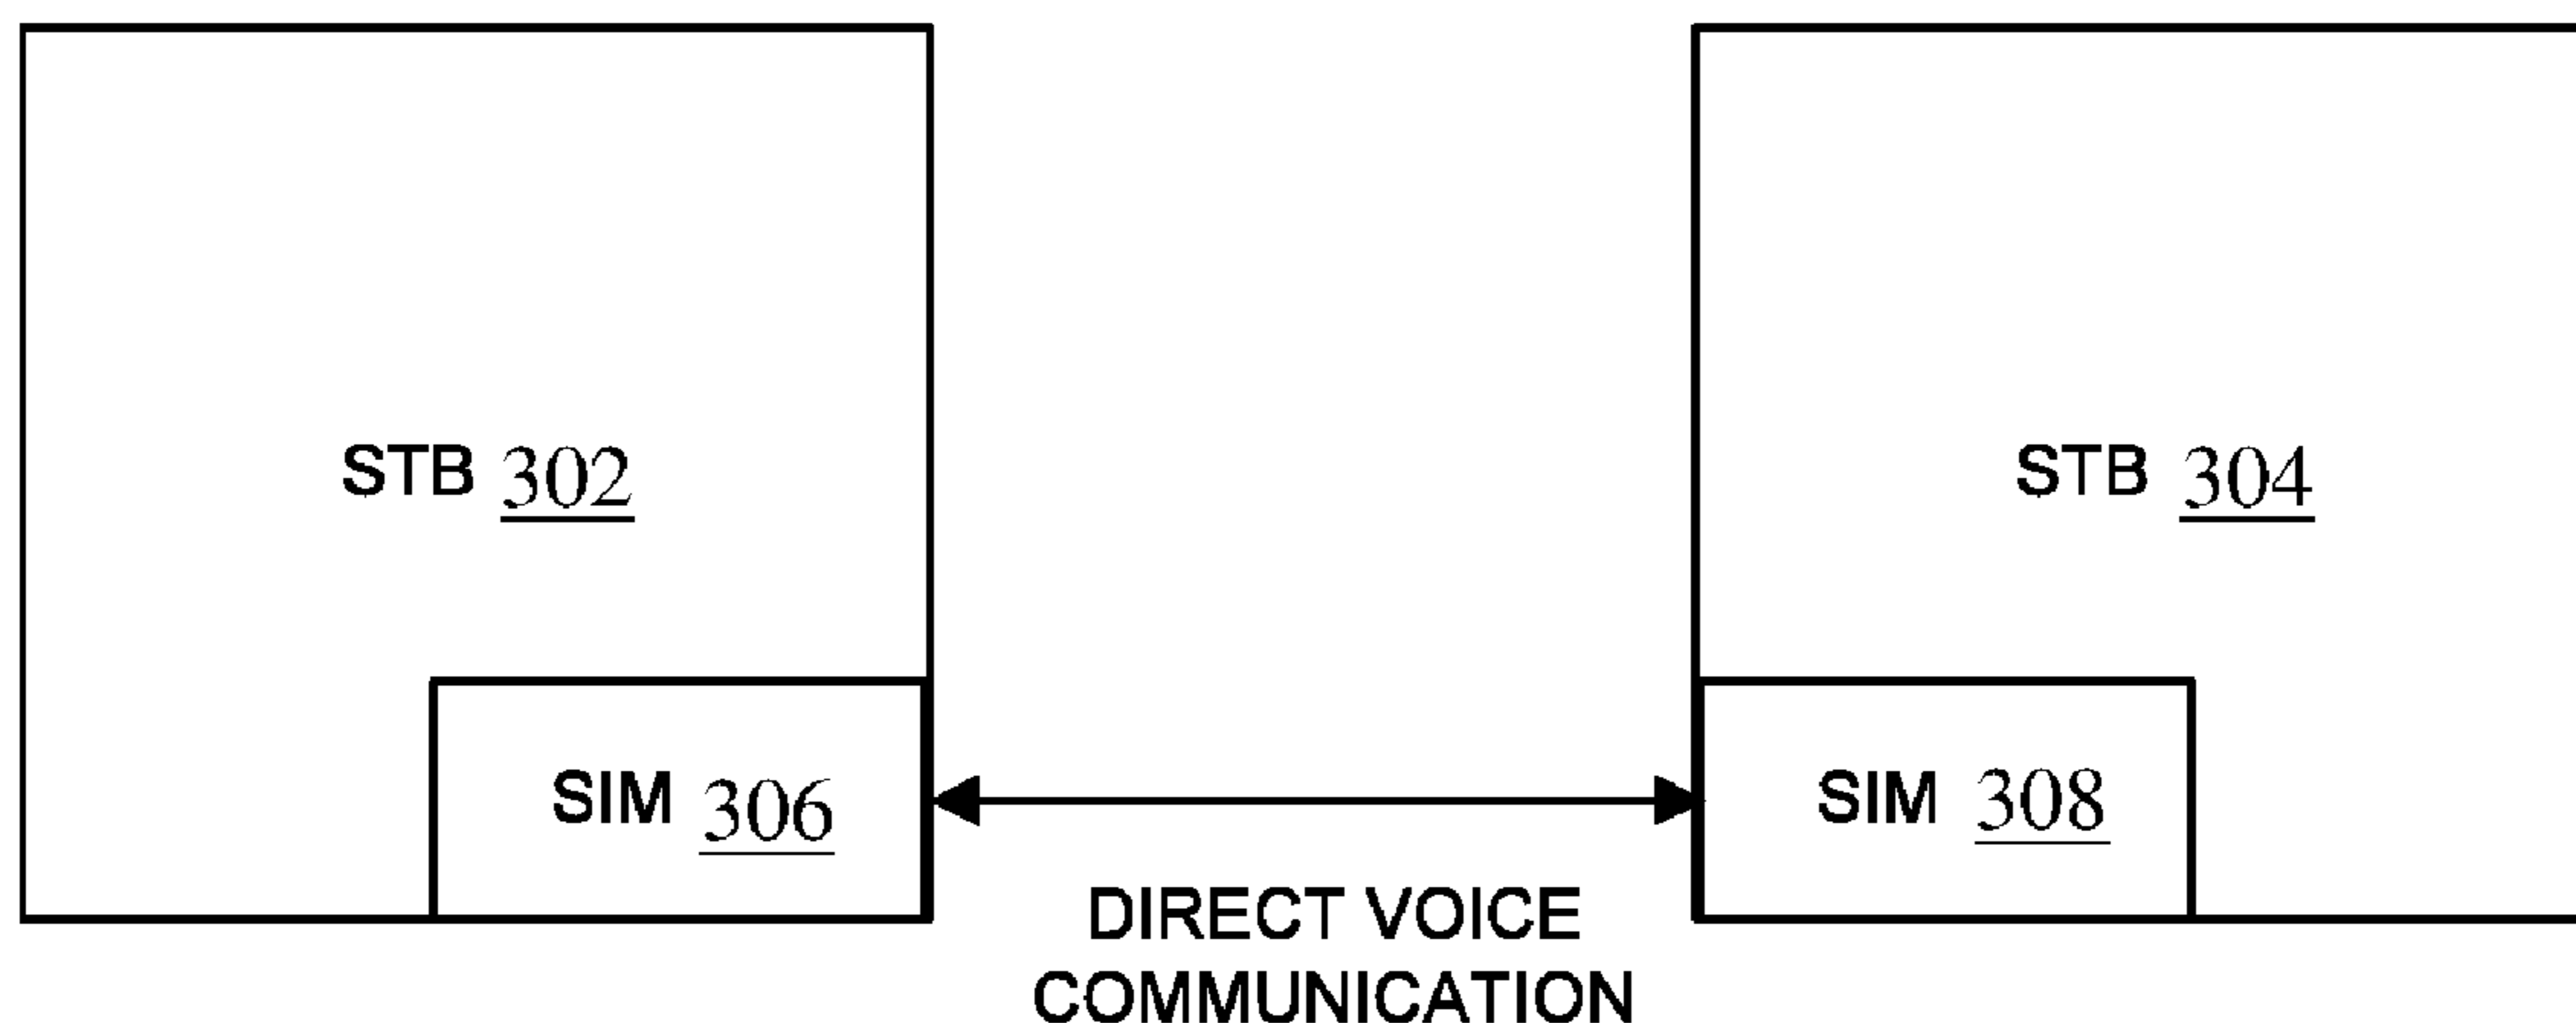 STB 302
STB 304
SIM 306
SIM 308
DIRECT VOICE
COMMUNICATION